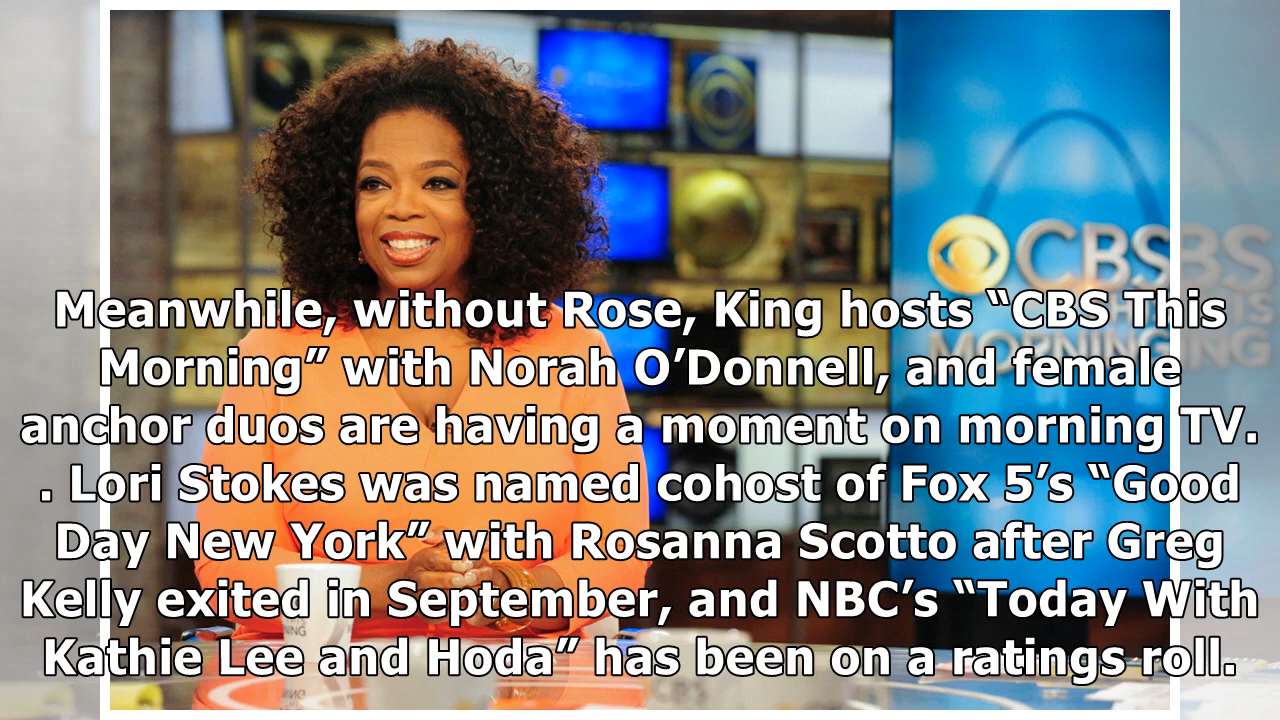 Meanwhile, without Rose, King hosts “CBS This
Morning” with Norah O’Donnell, and female
anchor duos are having a moment on morning TV.
. Lori Stokes was named cohost of Fox 5’s “Good
Day New York” with Rosanna Scotto after Greg
Kelly exited in September, and NBC’s “Today With
Kathie Lee and Hoda” has been on a ratings roll.
CBS
MORNING